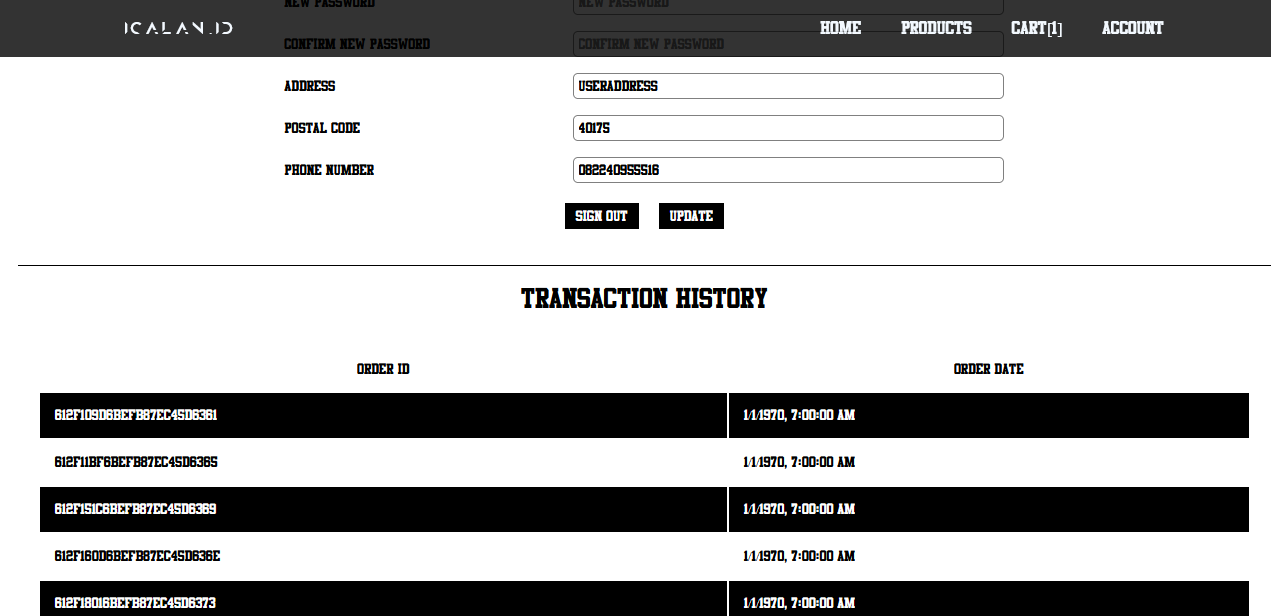 NEW PASSWORD NEW PASSWORD
ICALAN.ID HOME PRODUCTS CART[1] ACCOUNT
CONFIRM NEW PASSWORD CONFIRM NEW PASSWORD
ADDRESS USERADDRESS
POSTAL CODE 40175
PHONE NUMBER 082240955516
SIGN OUT UPDATE
TRANSACTION HISTORY
ORDER ID ORDER DATE
612F109D6BEFB87EC45D6361 1/1/1970, 7:00:00 AM
612F11BF6BEFB87EC45D6365 1/1/1970, 7:00:00 AM
612F151C6BEFB87EC45D6369 1/1/1970, 7:00:00 AM
612F160D6BEFB87EC45D636E 1/1/1970, 7:00:00 AM
612F18016BEFB87EC45D6373 1/1/1970, 7:00:00 AM